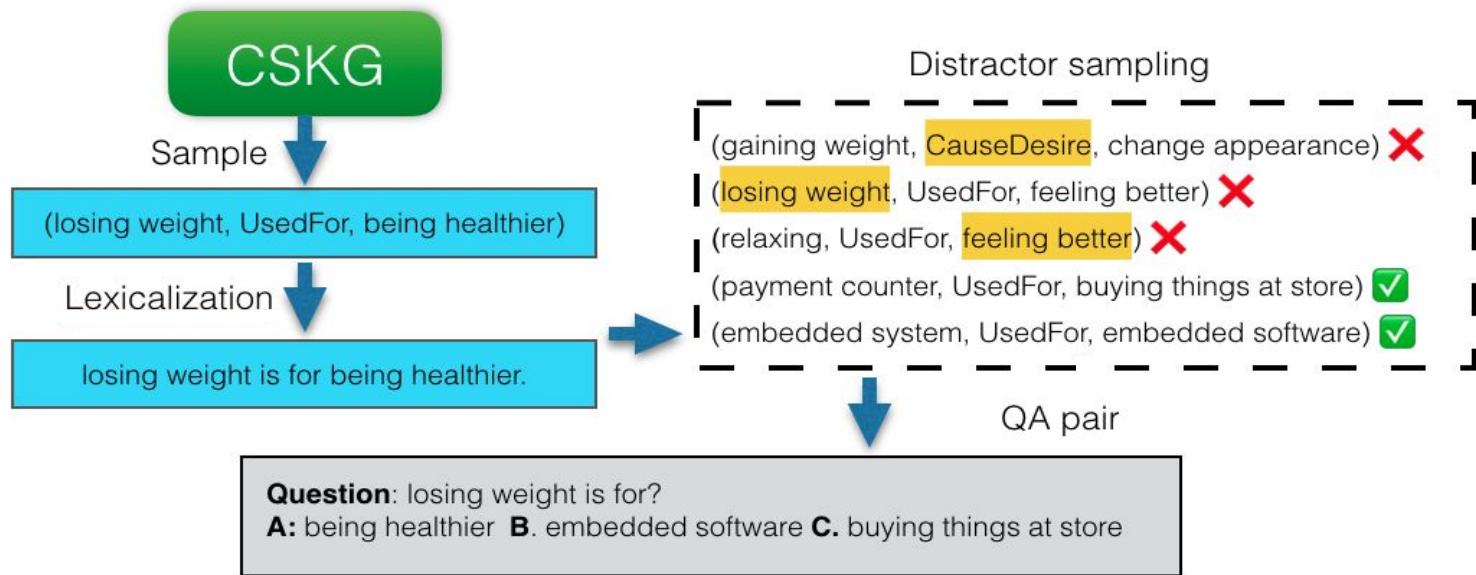 CSKG
Sample
(losing weight, UsedFor, being healthier)
Lexicalization
losing weight is for being healthier.
Distractor sampling
(gaining weight, CauseDesire, change appearance)
(losing weight, UsedFor, feeling better)
(relaxing, UsedFor, feeling better)
(payment counter, UsedFor, buying things at store)
(embedded system, UsedFor, embedded software)
QA pair
Question: losing weight is for?
A: being healthier B. embedded software C. buying things at store